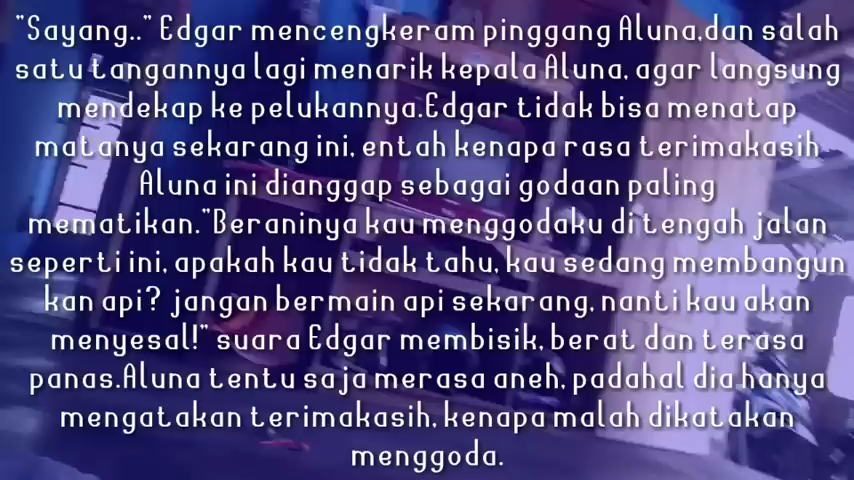 "Sayang.." Edgar mencengkeram pinggang Aluna,dan salah
satu tangannya lagi menarik kepala Aluna, agar langsung
mendekap ke pelukannya.Edgar tidak bisa menatap
matanya sekarang ini, entah kenapa rasa terimakasih
Aluna ini dianggap sebagai godaan paling
mematikan."Beraninya kau menggodaku di tengah jalan
seperti ini, apakah kau tidak tahu, kau sedang membangun
kan api? jangan bermain api sekarang, nanti kau akan
menyesal!" suara Edgar membisik, berat dan terasa
panas.Aluna tentu saja merasa aneh, padahal dia hanya
mengatakan terimakasih, kenapa malah dikatakan
menggoda.